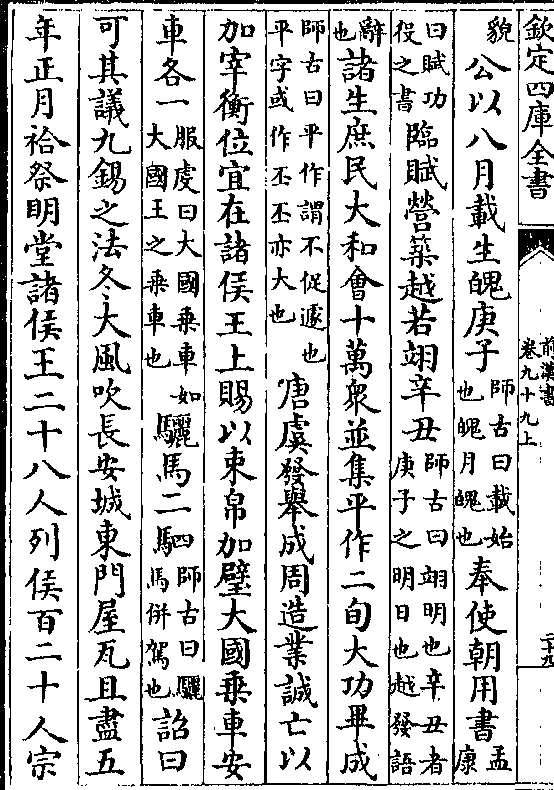 欽定四庫全書
前漢書
卷九十九上
二十九
貌公以八月載生魄庚子師古曰載始也魄月魄也奉使朝用書孟康
曰賦功役之書臨賦營築越若翊辛丑師古曰翊明也辛丑者庚子之明日也越發語
辭也諸生庶民大和會十萬衆並集平作二旬大功畢成
師古曰平作謂不促遽也平字或作丕丕亦大也唐虞發舉成周造業誠亡以
加宰衡位宜在諸侯王上賜以束帛加璧大國乘車安
車各一服虔曰大國乘車如大國王之乘車也驪馬二駟師古曰驪馬併駕也詔曰
可其議九錫之法冬大風吹長安城東門屋瓦且盡五
年正月祫祭明堂諸侯王二十八人列侯百二十人宗